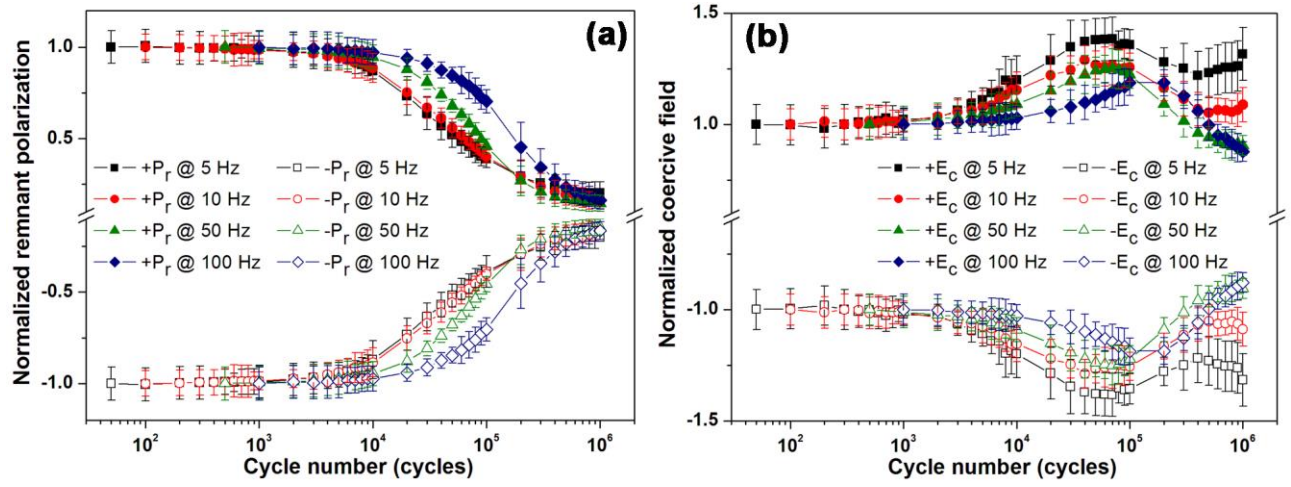 (a)
Normalized remnant polarization
1.0
0.5
-0.5
-1.0
+Pr @ 5 Hz
-Pr @ 5 Hz
+Pr @ 10 Hz
-Pr @ 10 Hz
+Pr @ 50 Hz
-Pr @ 50 Hz
+Pr @ 100 Hz
-Pr @ 100 Hz
10^2 10^3 10^4 10^5 10^6
Cycle number (cycles)
(b)
Normalized coercive field
1.5
1.0
-1.0
-1.5
+Ec @ 5 Hz
-Ec @ 5 Hz
+Ec @ 10 Hz
-Ec @ 10 Hz
+Ec @ 50 Hz
-Ec @ 50 Hz
+Ec @ 100 Hz
-Ec @ 100 Hz
10^2 10^3 10^4 10^5 10^6
Cycle number (cycles)